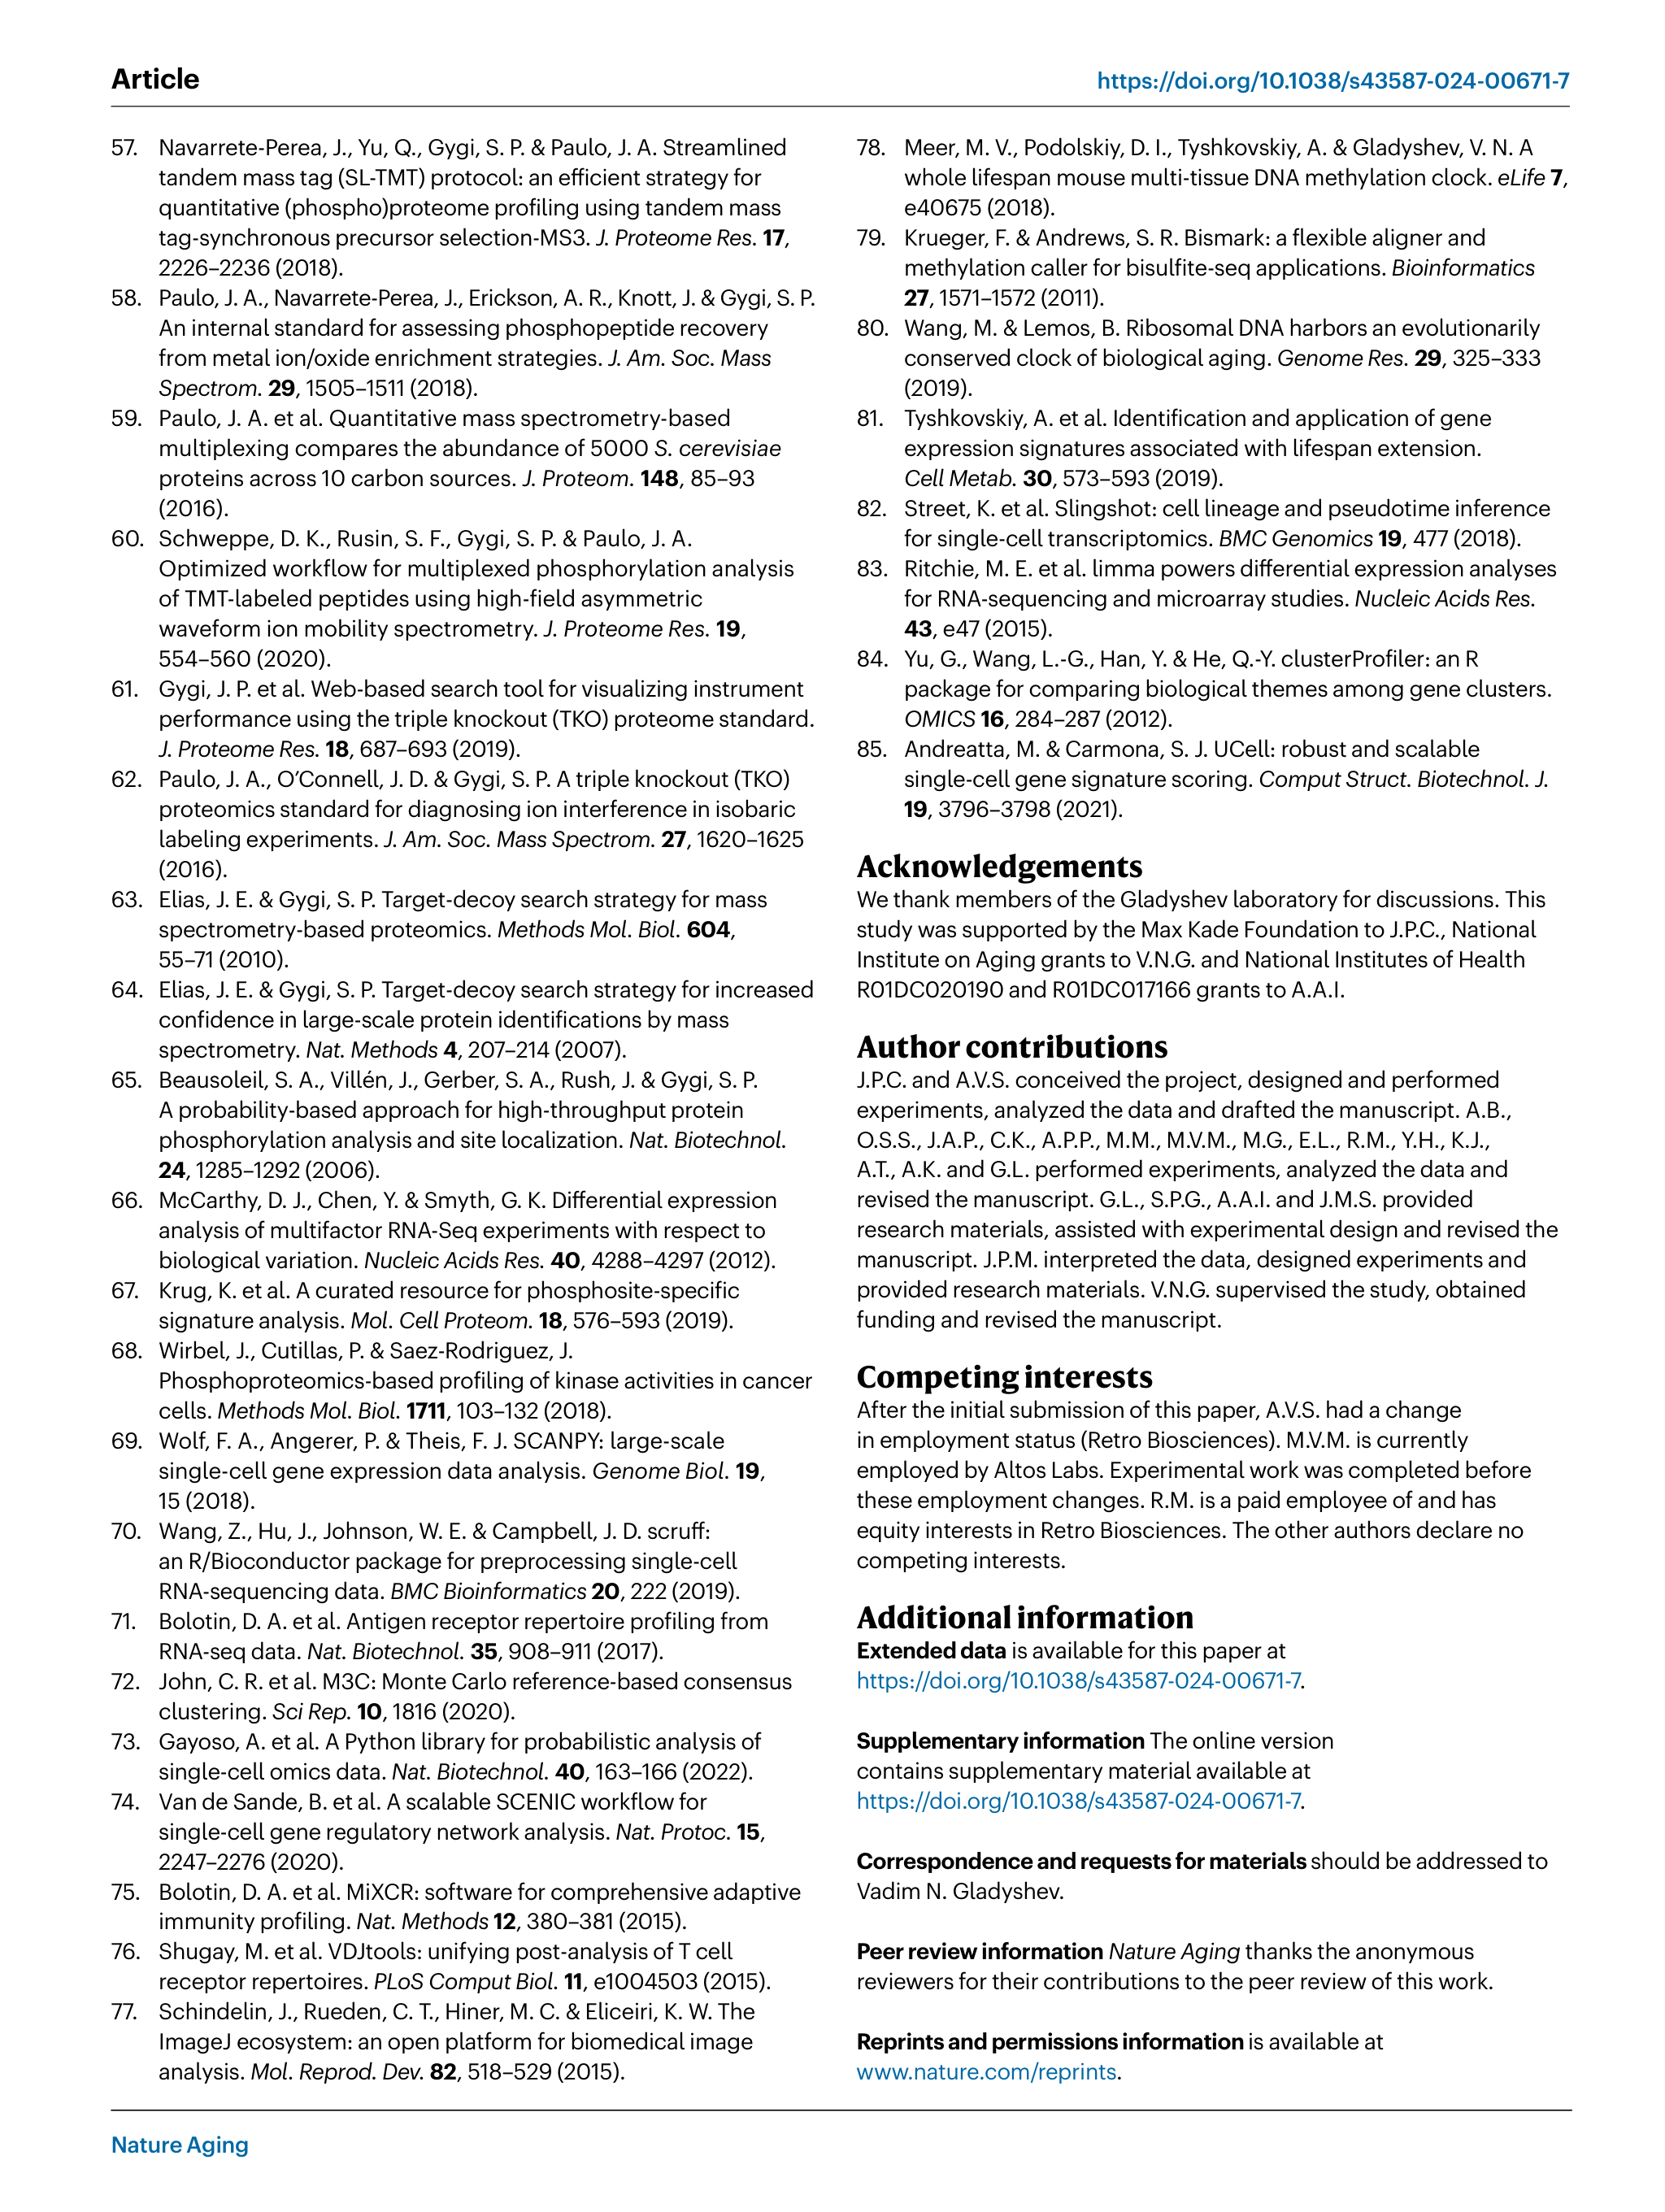 Article
https://doi.org/10.1038/s43587-024-00671-7
57. Navarrete-Perea, J., Yu, Q., Gygi, S. P. & Paulo, J. A. Streamlined
tandem mass tag (SL-TMT) protocol: an efficient strategy for
quantitative (phospho)proteome profiling using tandem mass
tag-synchronous precursor selection-MS3. J. Proteome Res. 17,
2226–2236 (2018).
58. Paulo, J. A., Navarrete-Perea, J., Erickson, A. R., Knott, J. & Gygi, S. P.
An internal standard for assessing phosphopeptide recovery
from metal ion/oxide enrichment strategies. J. Am. Soc. Mass
Spectrom. 29, 1505–1511 (2018).
59. Paulo, J. A. et al. Quantitative mass spectrometry-based
multiplexing compares the abundance of 5000 S. cerevisiae
proteins across 10 carbon sources. J. Proteom. 148, 85–93
(2016).
60. Schweppe, D. K., Rusin, S. F., Gygi, S. P. & Paulo, J. A.
Optimized workflow for multiplexed phosphorylation analysis
of TMT-labeled peptides using high-field asymmetric
waveform ion mobility spectrometry. J. Proteome Res. 19,
554–560 (2020).
61. Gygi, J. P. et al. Web-based search tool for visualizing instrument
performance using the triple knockout (TKO) proteome standard.
J. Proteome Res. 18, 687–693 (2019).
62. Paulo, J. A., O’Connell, J. D. & Gygi, S. P. A triple knockout (TKO)
proteomics standard for diagnosing ion interference in isobaric
labeling experiments. J. Am. Soc. Mass Spectrom. 27, 1620–1625
(2016).
63. Elias, J. E. & Gygi, S. P. Target-decoy search strategy for mass
spectrometry-based proteomics. Methods Mol. Biol. 604,
55–71 (2010).
64. Elias, J. E. & Gygi, S. P. Target-decoy search strategy for increased
confidence in large-scale protein identifications by mass
spectrometry. Nat. Methods 4, 207–214 (2007).
65. Beausoleil, S. A., Villén, J., Gerber, S. A., Rush, J. & Gygi, S. P.
A probability-based approach for high-throughput protein
phosphorylation analysis and site localization. Nat. Biotechnol.
24, 1285–1292 (2006).
66. McCarthy, D. J., Chen, Y. & Smyth, G. K. Differential expression
analysis of multifactor RNA-Seq experiments with respect to
biological variation. Nucleic Acids Res. 40, 4288–4297 (2012).
67. Krug, K. et al. A curated resource for phosphosite-specific
signature analysis. Mol. Cell Proteom. 18, 576–593 (2019).
68. Wirbel, J., Cutillas, P. & Saez-Rodriguez, J.
Phosphoproteomics-based profiling of kinase activities in cancer
cells. Methods Mol. Biol. 1711, 103–132 (2018).
69. Wolf, F. A., Angerer, P. & Theis, F. J. SCANPY: large-scale
single-cell gene expression data analysis. Genome Biol. 19,
15 (2018).
70. Wang, Z., Hu, J., Johnson, W. E. & Campbell, J. D. scruff:
an R/Bioconductor package for preprocessing single-cell
RNA-sequencing data. BMC Bioinformatics 20, 222 (2019).
71. Bolotin, D. A. et al. Antigen receptor repertoire profiling from
RNA-seq data. Nat. Biotechnol. 35, 908–911 (2017).
72. John, C. R. et al. M3C: Monte Carlo reference-based consensus
clustering. Sci Rep. 10, 1816 (2020).
73. Gayoso, A. et al. A Python library for probabilistic analysis of
single-cell omics data. Nat. Biotechnol. 40, 163–166 (2022).
74. Van de Sande, B. et al. A scalable SCENIC workflow for
single-cell gene regulatory network analysis. Nat. Protoc. 15,
2247–2276 (2020).
75. Bolotin, D. A. et al. MiXCR: software for comprehensive adaptive
immunity profiling. Nat. Methods 12, 380–381 (2015).
76. Shugay, M. et al. VDJtools: unifying post-analysis of T cell
receptor repertoires. PLoS Comput Biol. 11, e1004503 (2015).
77. Schindelin, J., Rueden, C. T., Hiner, M. C. & Eliceiri, K. W. The
ImageJ ecosystem: an open platform for biomedical image
analysis. Mol. Reprod. Dev. 82, 518–529 (2015).
78. Meer, M. V., Podolskiy, D. I., Tyshkovskiy, A. & Gladyshev, V. N. A
whole lifespan mouse multi-tissue DNA methylation clock. eLife 7,
e40675 (2018).
79. Krueger, F. & Andrews, S. R. Bismark: a flexible aligner and
methylation caller for bisulfite-seq applications. Bioinformatics
27, 1571–1572 (2011).
80. Wang, M. & Lemos, B. Ribosomal DNA harbors an evolutionarily
conserved clock of biological aging. Genome Res. 29, 325–333
(2019).
81. Tyshkovskiy, A. et al. Identification and application of gene
expression signatures associated with lifespan extension.
Cell Metab. 30, 573–593 (2019).
82. Street, K. et al. Slingshot: cell lineage and pseudotime inference
for single-cell transcriptomics. BMC Genomics 19, 477 (2018).
83. Ritchie, M. E. et al. limma powers differential expression analyses
for RNA-sequencing and microarray studies. Nucleic Acids Res.
43, e47 (2015).
84. Yu, G., Wang, L.-G., Han, Y. & He, Q.-Y. clusterProfiler: an R
package for comparing biological themes among gene clusters.
OMICS 16, 284–287 (2012).
85. Andreatta, M. & Carmona, S. J. UCell: robust and scalable
single-cell gene signature scoring. Comput Struct. Biotechnol. J.
19, 3796–3798 (2021).
Acknowledgements
We thank members of the Gladyshev laboratory for discussions. This
study was supported by the Max Kade Foundation to J.P.C., National
Institute on Aging grants to V.N.G. and National Institutes of Health
R01DC020190 and R01DC017166 grants to A.A.I.
Author contributions
J.P.C. and A.V.S. conceived the project, designed and performed
experiments, analyzed the data and drafted the manuscript. A.B.,
O.S.S., J.A.P., C.K., A.P.P., M.M., M.V.M., M.G., E.L., R.M., Y.H., K.J.,
A.T., A.K. and G.L. performed experiments, analyzed the data and
revised the manuscript. G.L., S.P.G., A.A.I. and J.M.S. provided
research materials, assisted with experimental design and revised the
manuscript. J.P.M. interpreted the data, designed experiments and
provided research materials. V.N.G. supervised the study, obtained
funding and revised the manuscript.
Competing interests
After the initial submission of this paper, A.V.S. had a change
in employment status (Retro Biosciences). M.V.M. is currently
employed by Altos Labs. Experimental work was completed before
these employment changes. R.M. is a paid employee of and has
equity interests in Retro Biosciences. The other authors declare no
competing interests.
Additional information
Extended data is available for this paper at
https://doi.org/10.1038/s43587-024-00671-7.
Supplementary information The online version
contains supplementary material available at
https://doi.org/10.1038/s43587-024-00671-7.
Correspondence and requests for materials should be addressed to
Vadim N. Gladyshev.
Peer review information Nature Aging thanks the anonymous
reviewers for their contributions to the peer review of this work.
Reprints and permissions information is available at
www.nature.com/reprints.
Nature Aging